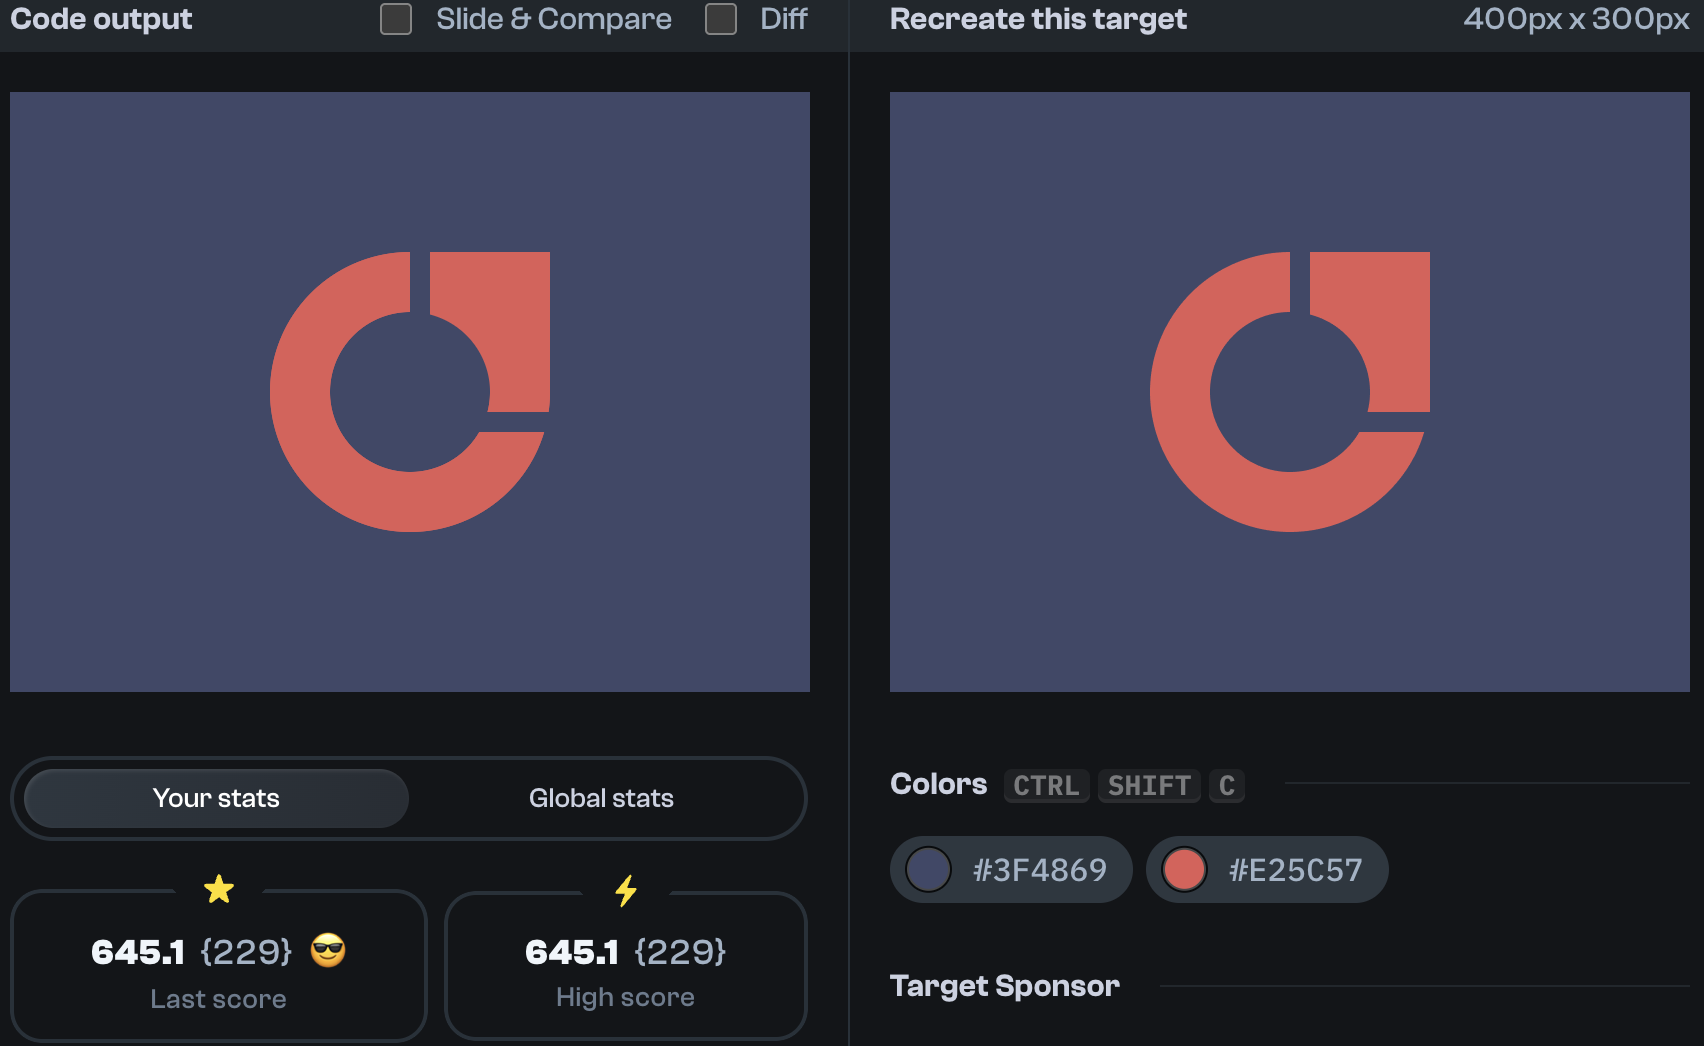 Code output Slide & Compare Diff
Recreate this target 400px x 300px
Your stats Global stats
645.1 {229} 😎
Last score
645.1 {229}
High score
Colors CTRL SHIFT C
#3F4869 #E25C57
Target Sponsor